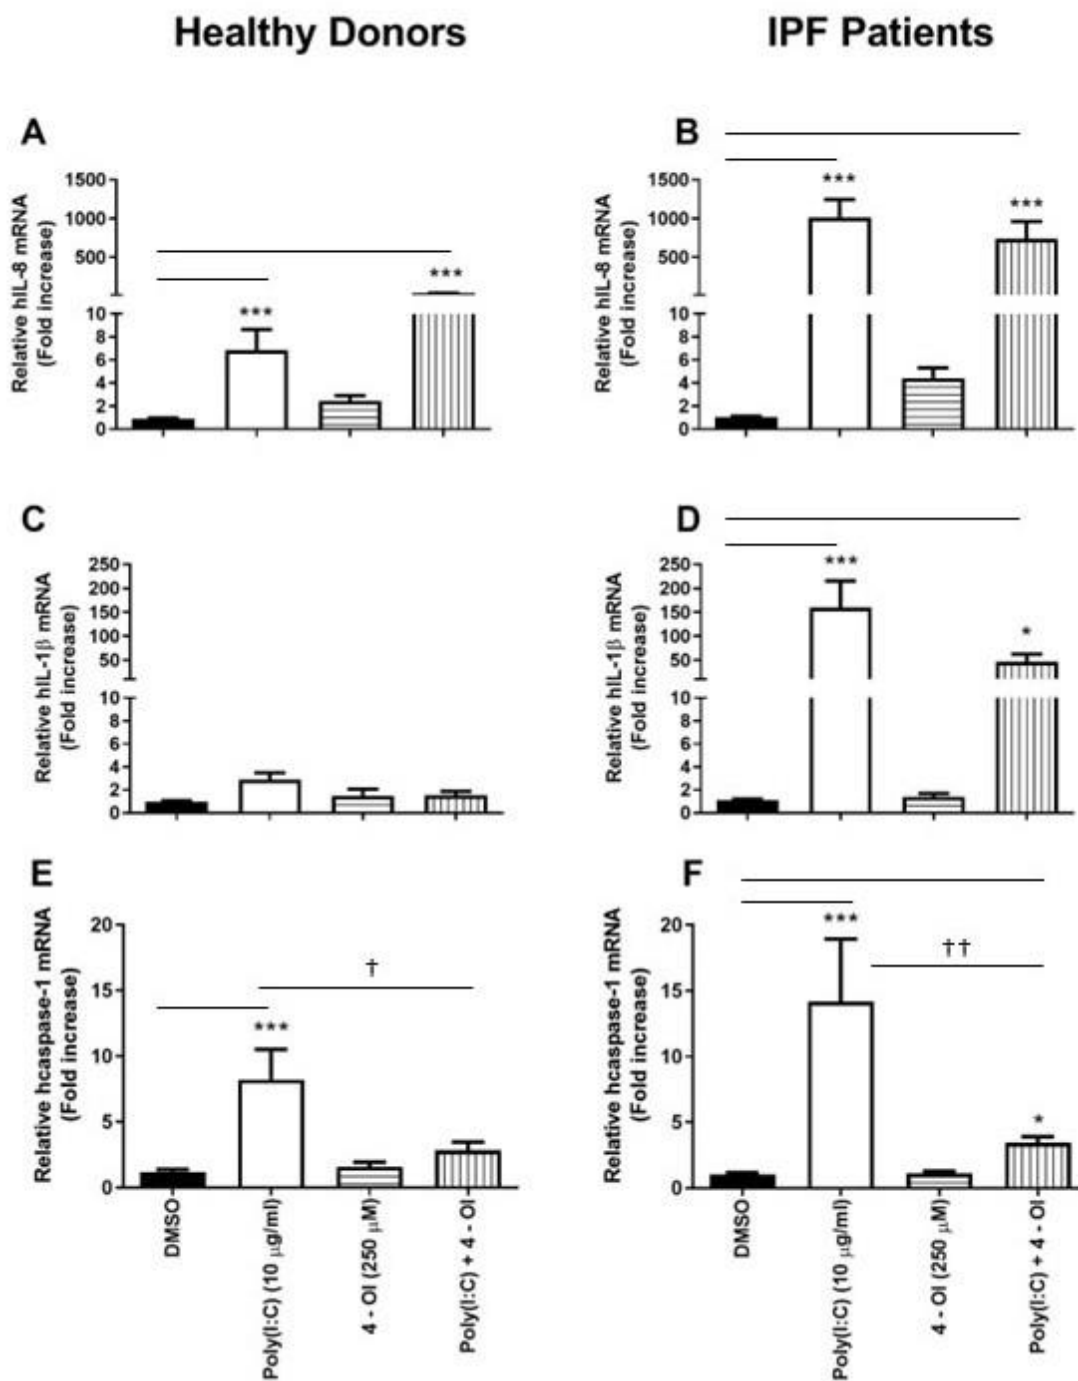 Healthy Donors
IPF Patients
A
Relative hIL-8 mRNA
(Fold increase)
1500
1000
500
10
8
6
4
2
0
***
***
B
Relative hIL-8 mRNA
(Fold increase)
1500
1000
500
10
8
6
4
2
0
***
***
C
Relative hIL-1β mRNA
(Fold increase)
250
200
150
100
50
10
8
6
4
2
0
D
Relative hIL-1β mRNA
(Fold increase)
250
200
150
100
50
10
8
6
4
2
0
***
*
E
Relative hcaspase-1 mRNA
(Fold increase)
20
15
10
5
0
***
†
DMSO
Poly(I:C) (10 µg/ml)
4 - OI (250 µM)
Poly(I:C) + 4 - OI
F
Relative hcaspase-1 mRNA
(Fold increase)
20
15
10
5
0
***
††
*
DMSO
Poly(I:C) (10 µg/ml)
4 - OI (250 µM)
Poly(I:C) + 4 - OI